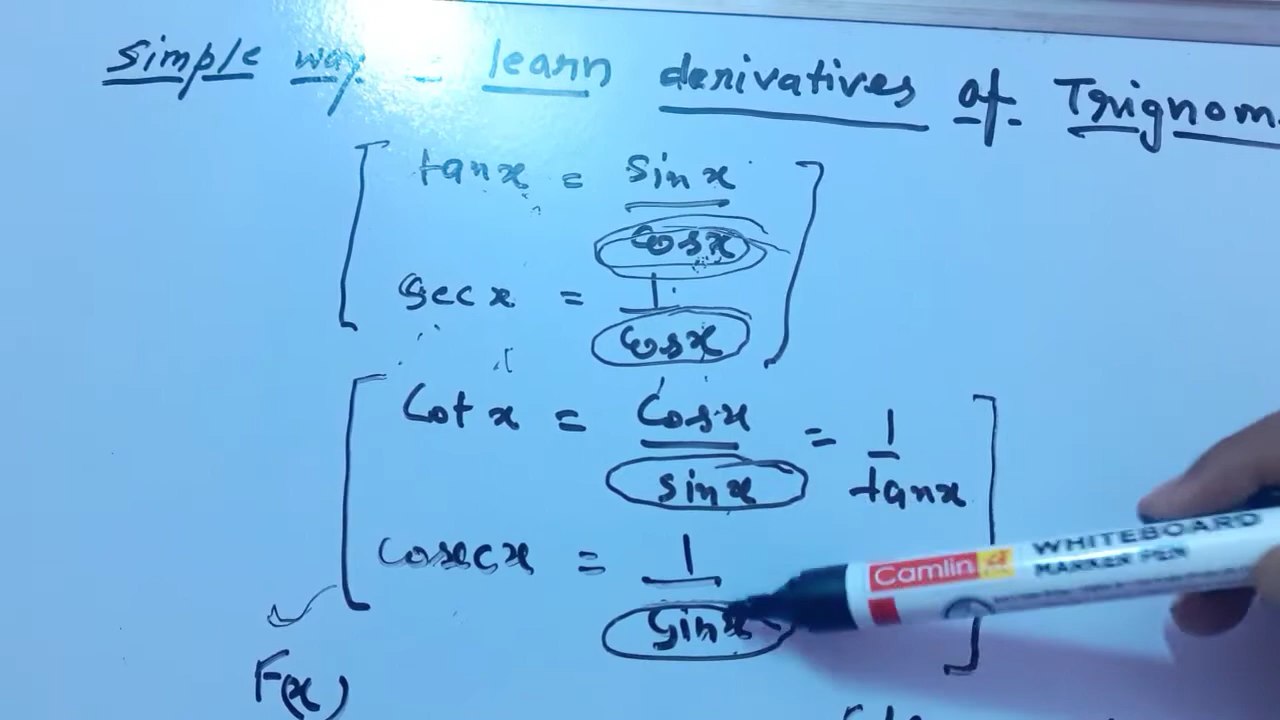 Simple way - learn derivatives of Trignom
tanx = sinx
cosx
secx = 1
cosx
Cotx = Cosx = 1
sinx tanx
cosecx = 1
sinx
F(x)
Camlin
WHITEBOARD
MARKER PEN